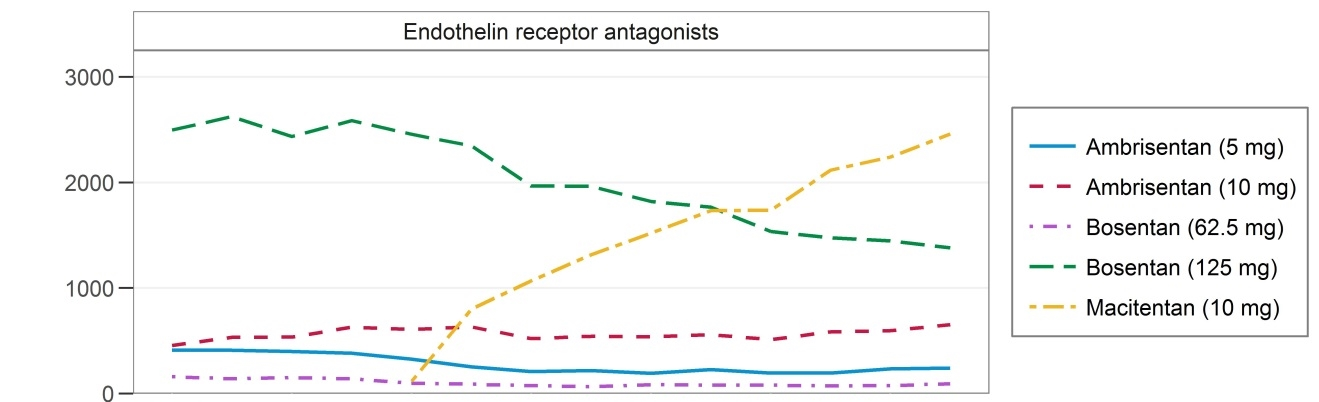 Endothelin receptor antagonists
3000
2000
1000
0
Ambrisentan (5 mg)
Ambrisentan (10 mg)
Bosentan (62.5 mg)
Bosentan (125 mg)
Macitentan (10 mg)